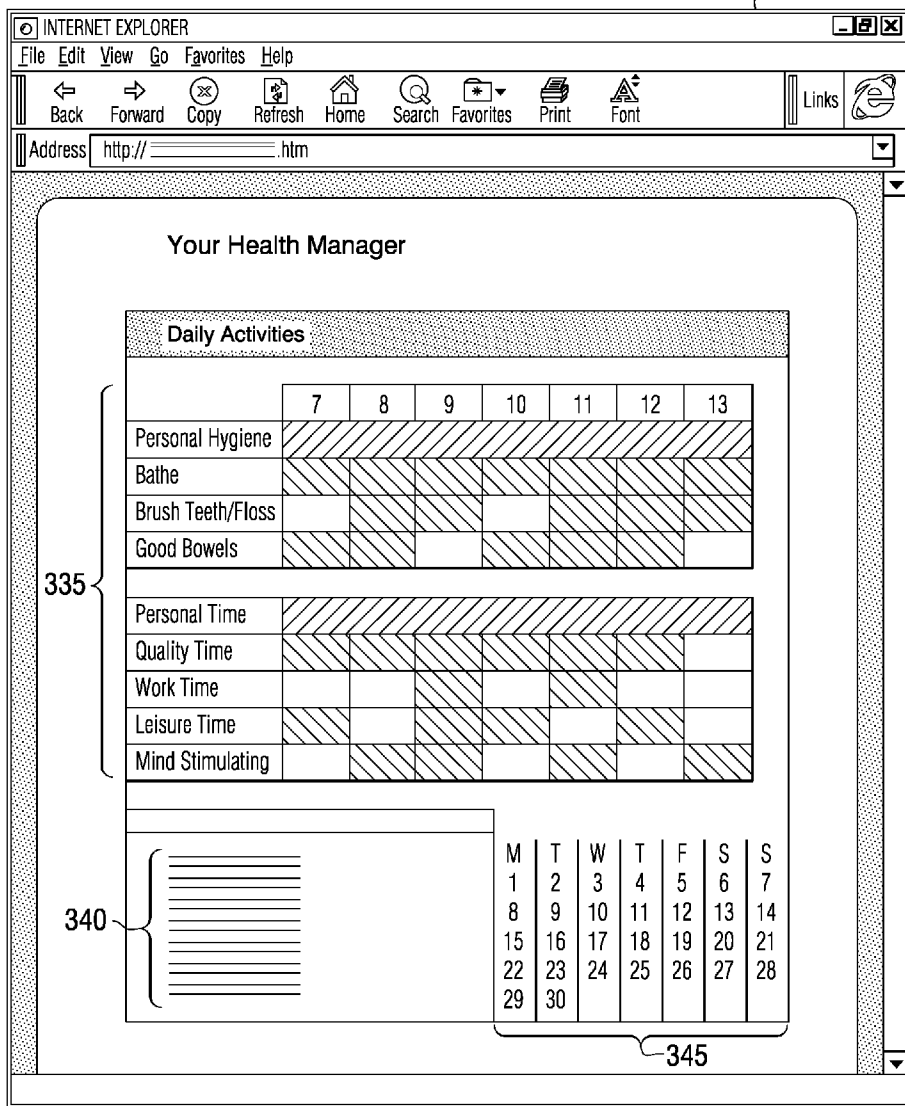 INTERNET EXPLORER
File Edit View Go Favorites Help
Back Forward Copy Refresh Home Search Favorites Print Font Links
Address http:// .htm
Your Health Manager
Daily Activities
7 8 9 10 11 12 13
Personal Hygiene
Bathe
Brush Teeth/Floss
Good Bowels
335
Personal Time
Quality Time
Work Time
Leisure Time
Mind Stimulating
340
M T W T F S S
1 2 3 4 5 6 7
8 9 10 11 12 13 14
15 16 17 18 19 20 21
22 23 24 25 26 27 28
29 30
345